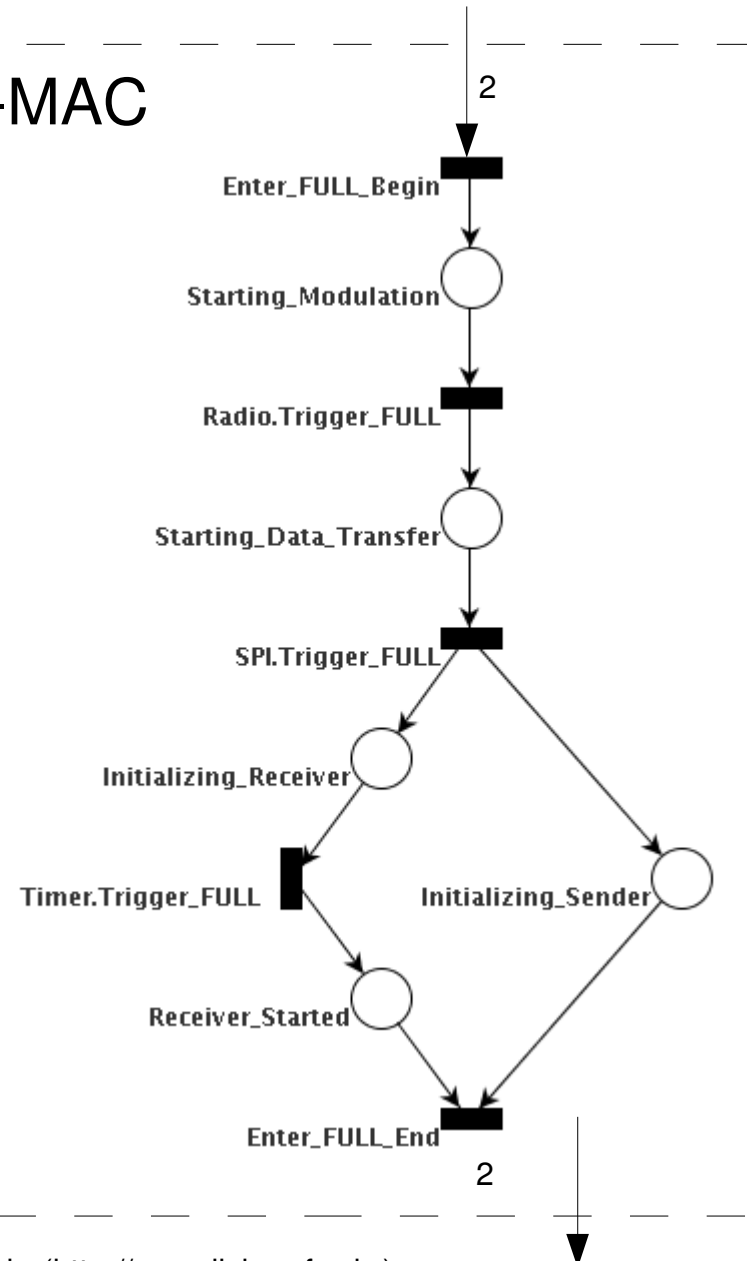 -MAC
2
Enter_FULL_Begin
Starting_Modulation
Radio.Trigger_FULL
Starting_Data_Transfer
SPI.Trigger_FULL
Initializing_Receiver
Timer.Trigger_FULL
Initializing_Sender
Receiver_Started
Enter_FULL_End
2